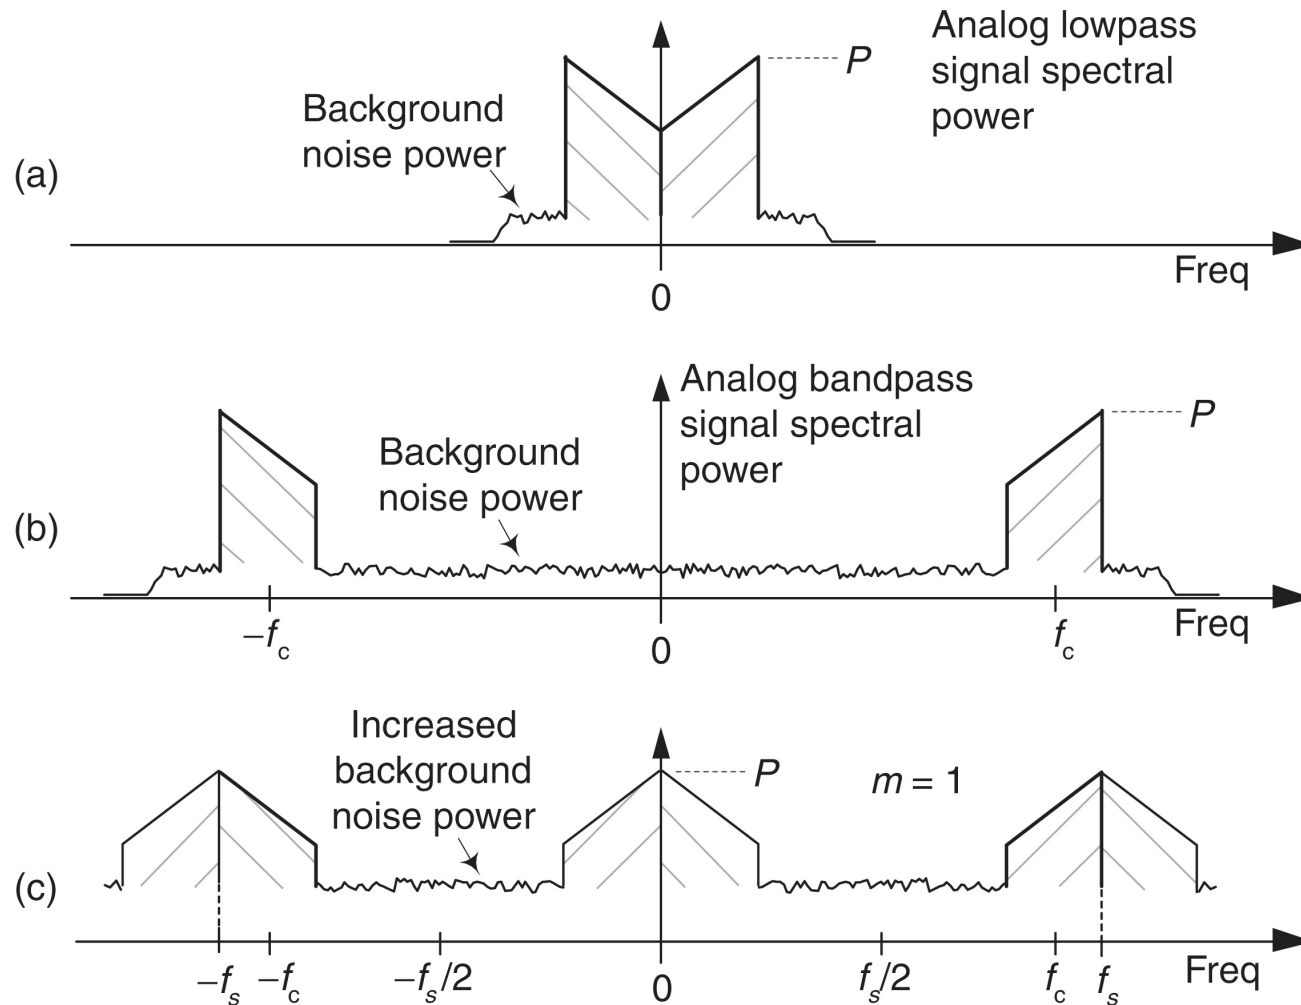 Analog lowpass
signal spectral
power
P
Background
noise power
(a)
Freq
0
Analog bandpass
signal spectral
power
P
Background
noise power
(b)
–fc
0
fc
Freq
Increased
background
noise power
P
m = 1
(c)
–fs
–fc
–fs/2
0
fs/2
fc
fs
Freq